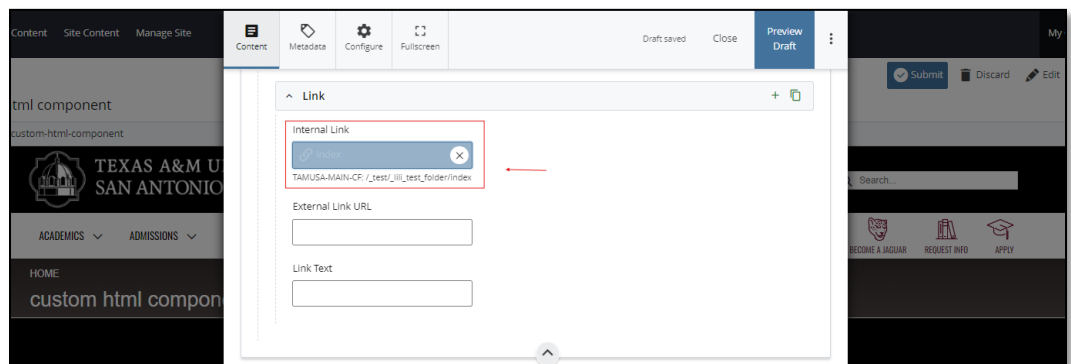 Content Site Content Manage Site
Content Metadata Configure Fullscreen
Draft saved Close Preview Draft
My
Submit Discard Edit
tml component
Link
custom-html-component
Internal Link
index
TAMUSA-MAIN-CF: /_test/_lili_test_folder/index
TEXAS A&M U
SAN ANTONIO
Search...
External Link URL
ACADEMICS ADMISSIONS
BECOME A JAGUAR REQUEST INFO APPLY
Link Text
HOME
custom html compon